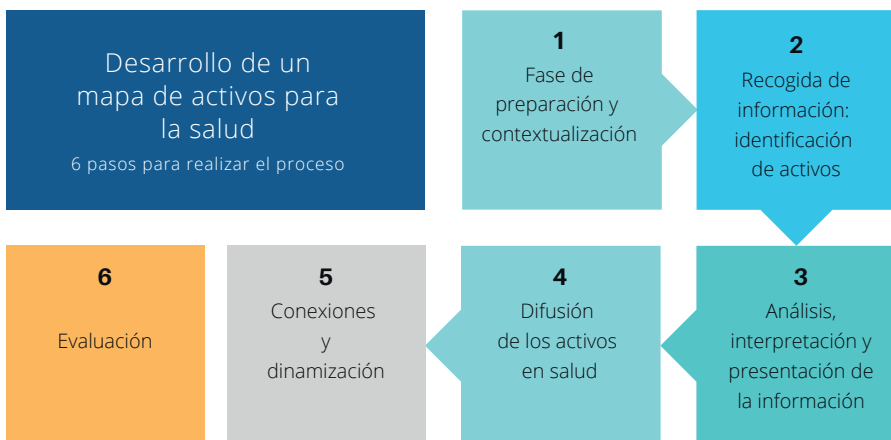 Desarrollo de un
mapa de activos para
la salud
6 pasos para realizar el proceso
1
Fase de
preparación y
contextualización
2
Recogida de
información:
identificación
de activos
3
Análisis,
interpretación y
presentación de
la información
4
Difusión
de los activos
en salud
5
Conexiones
y
dinamización
6
Evaluación